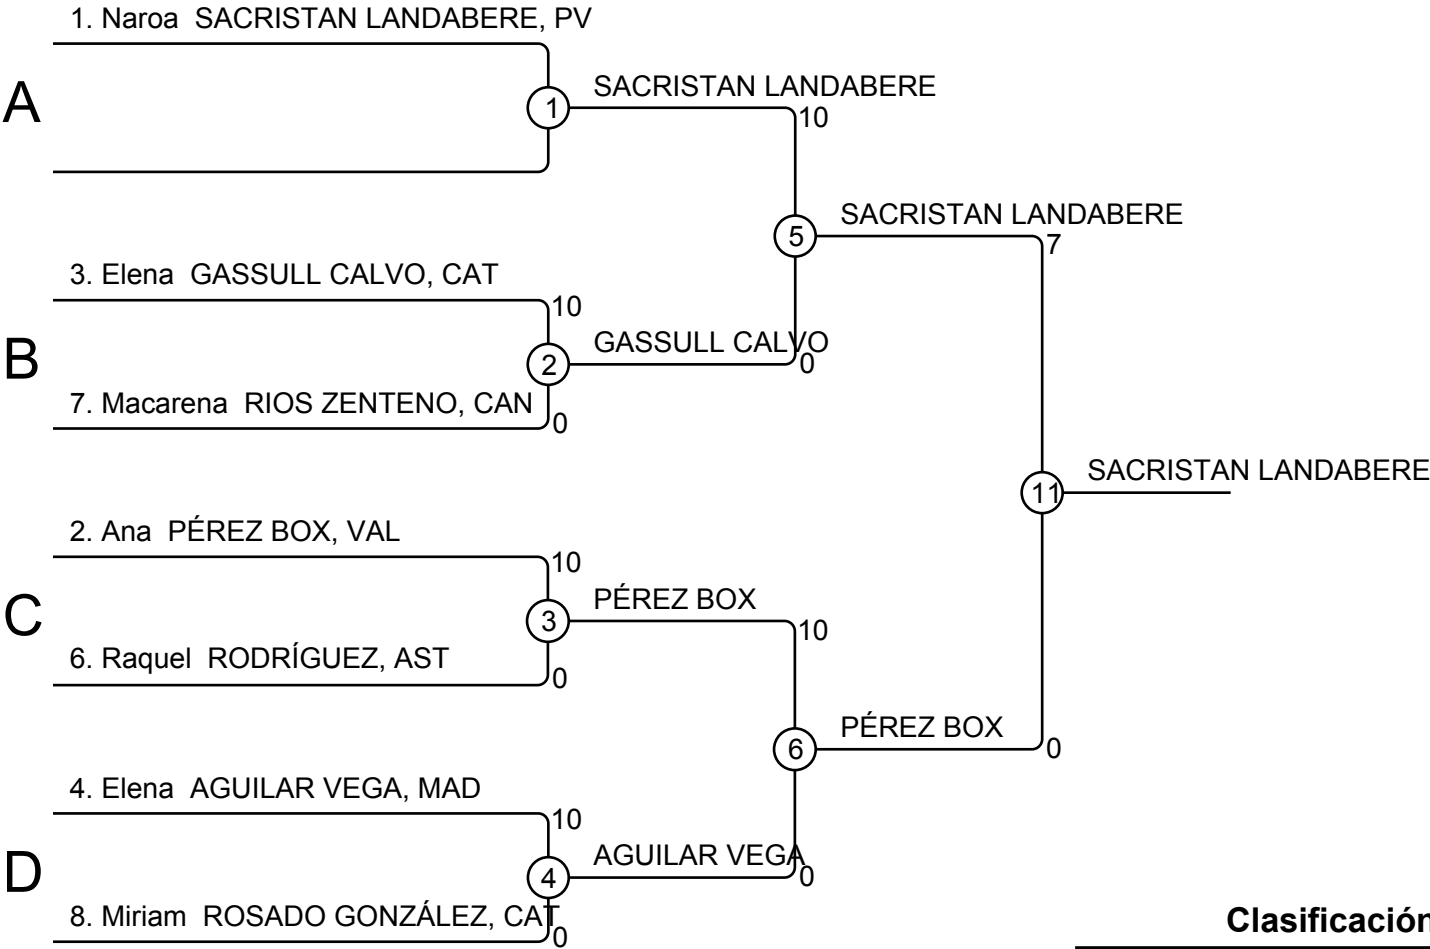 1. Naroa SACRISTAN LANDABERE, PV
A
1
SACRISTAN LANDABERE
10
5
SACRISTAN LANDABERE
7
3. Elena GASSULL CALVO, CAT
10
B
2
GASSULL CALVO
0
7. Macarena RIOS ZENTENO, CAN
0
11
SACRISTAN LANDABERE
2. Ana PÉREZ BOX, VAL
10
C
3
PÉREZ BOX
10
6. Raquel RODRÍGUEZ, AST
0
6
PÉREZ BOX
0
4. Elena AGUILAR VEGA, MAD
10
D
4
AGUILAR VEGA
0
8. Miriam ROSADO GONZÁLEZ, CAT
0
Clasificación